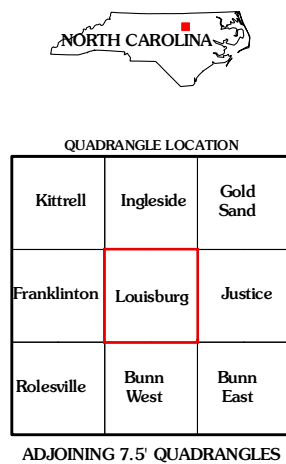 NORTH CAROLINA
QUADRANGLE LOCATION
Kittrell
Ingleside
Gold
Sand
Franklinton
Louisburg
Justice
Rolesville
Bunn
West
Bunn
East
ADJOINING 7.5' QUADRANGLES